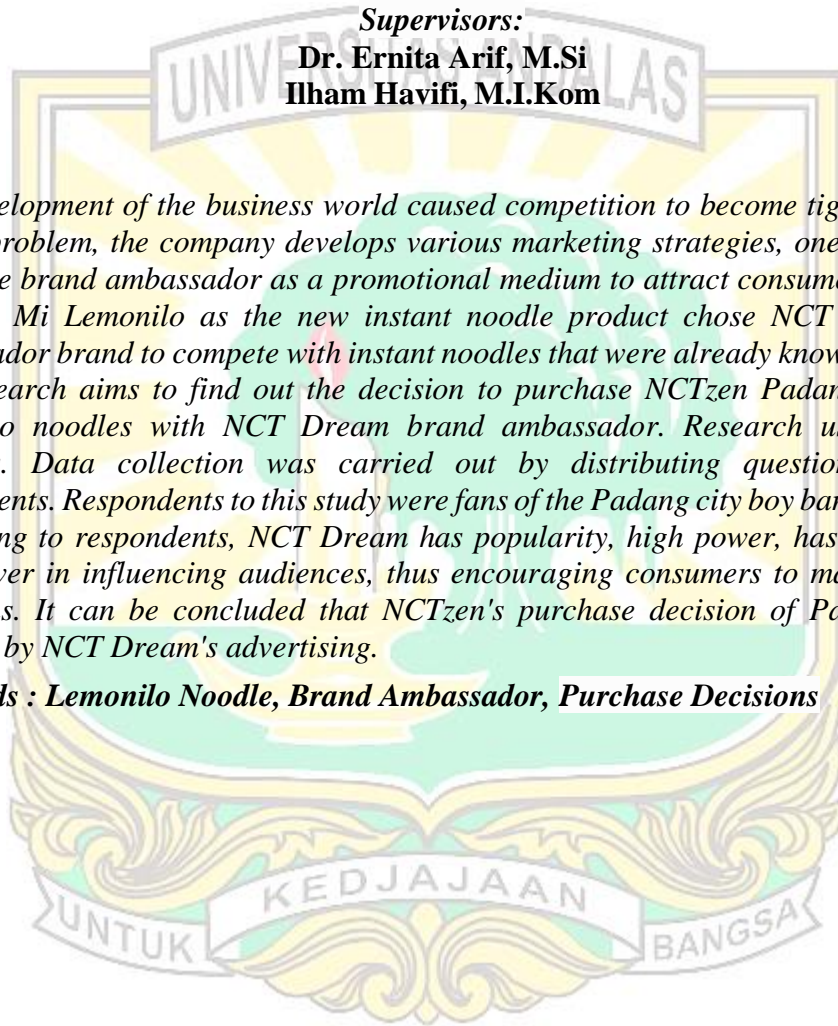 Supervisors:
UNIVERSITAS ANDALAS
Dr. Ernita Arif, M.Si
Ilham Havifi, M.I.Kom
elopment of the business world caused competition to become tig
problem, the company develops various marketing strategies, one
e brand ambassador as a promotional medium to attract consume
Mi Lemonilo as the new instant noodle product chose NCT
ador brand to compete with instant noodles that were already know
earch aims to find out the decision to purchase NCTzen Padan
o noodles with NCT Dream brand ambassador. Research u
. Data collection was carried out by distributing question
ents. Respondents to this study were fans of the Padang city boy ban
ng to respondents, NCT Dream has popularity, high power, has
ver in influencing audiences, thus encouraging consumers to ma
s. It can be concluded that NCTzen's purchase decision of Pa
by NCT Dream's advertising.
ds : Lemonilo Noodle, Brand Ambassador, Purchase Decisions
UNTUK KEDJAJAAN BANGSA